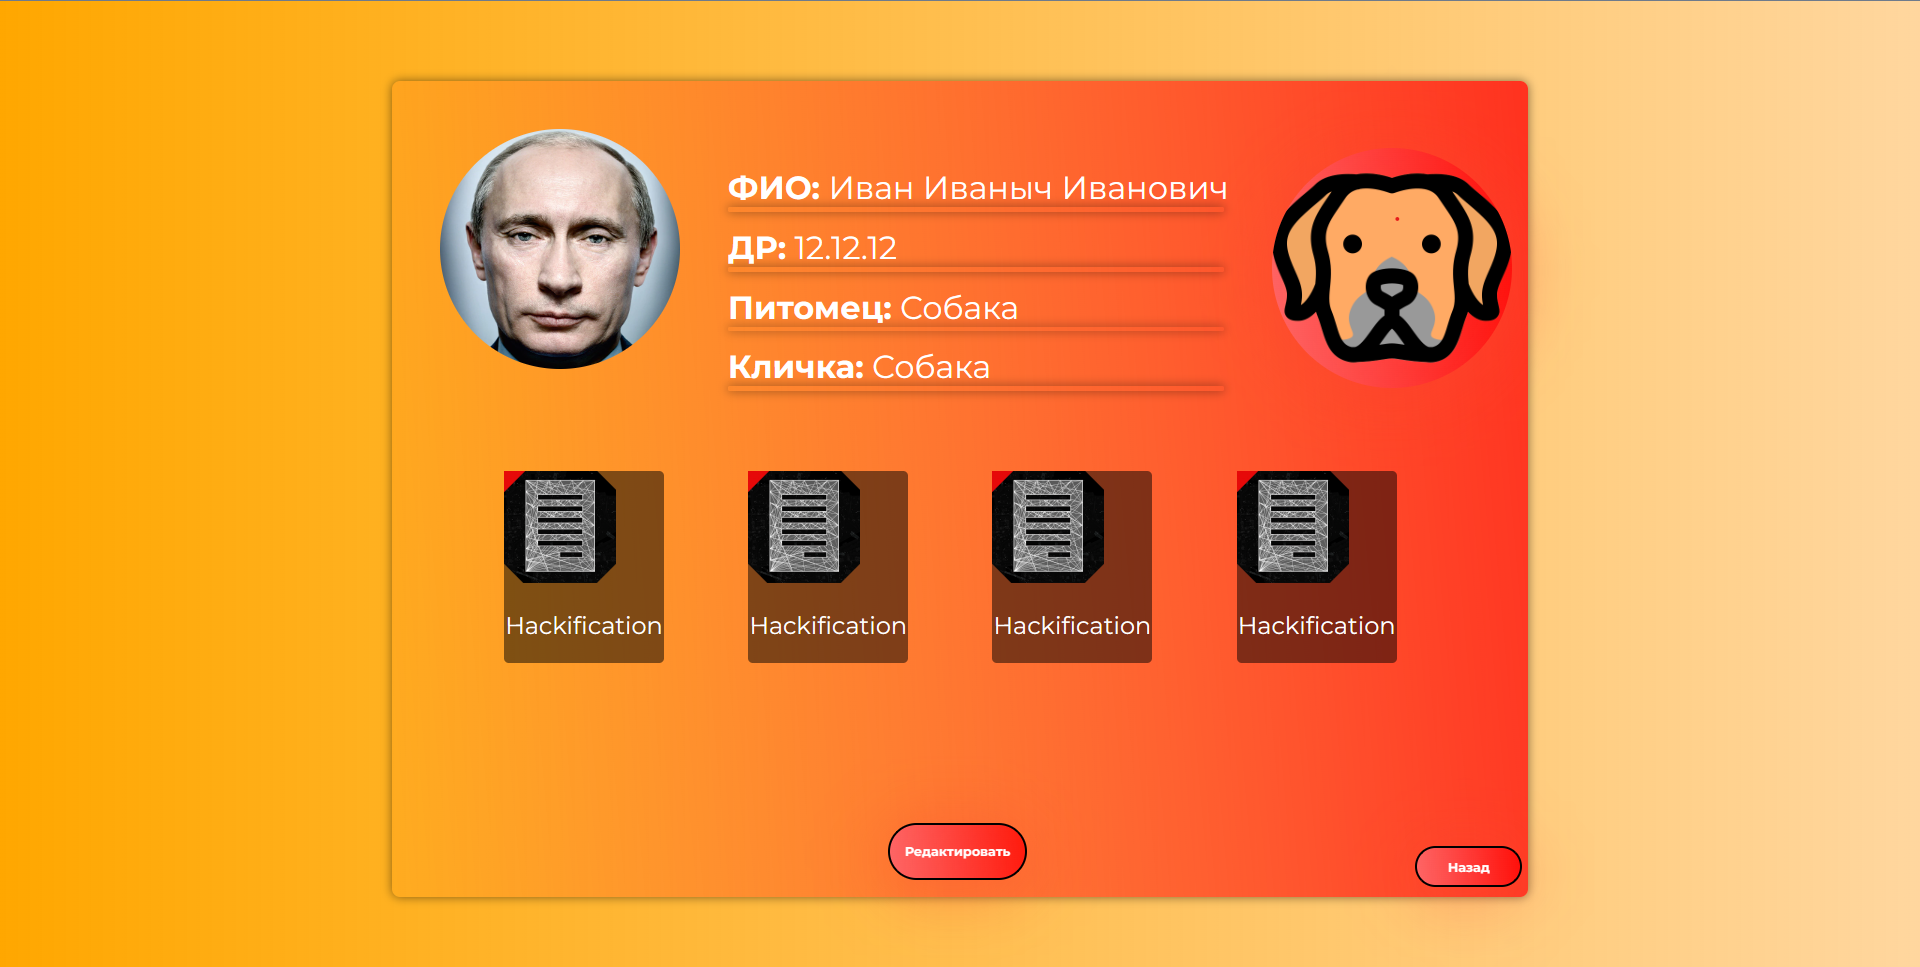 ФИО: Иван Иваныч Иванович
ДР: 12.12.12
Питомец: Собака
Кличка: Собака
Hackification Hackification Hackification Hackification
Редактировать
Назад